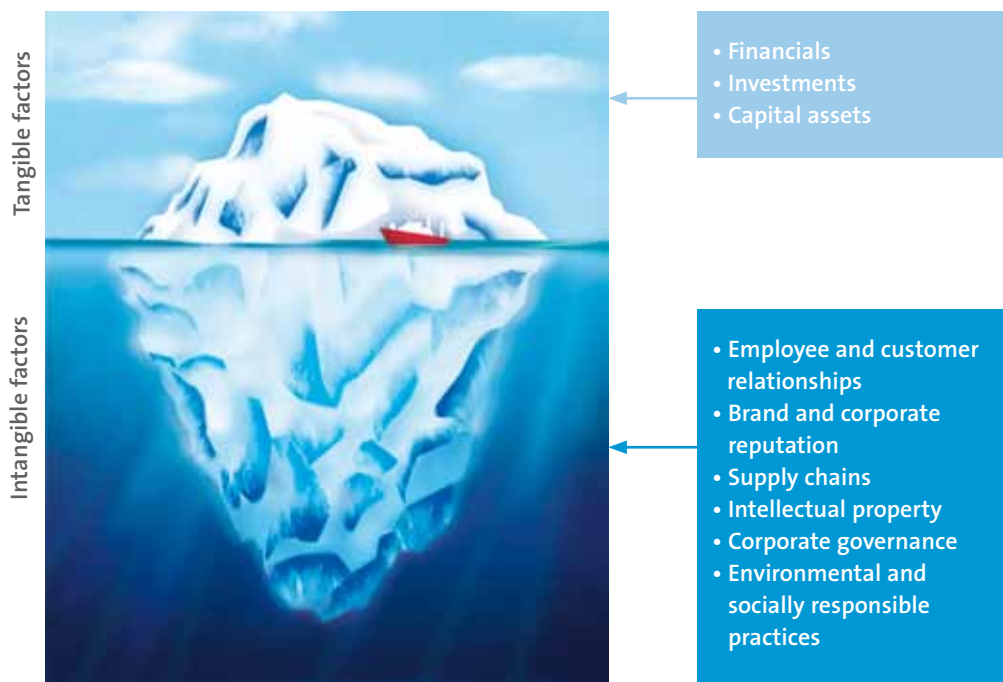 Tangible factors
• Financials
• Investments
• Capital assets
Intangible factors
• Employee and customer
relationships
• Brand and corporate
reputation
• Supply chains
• Intellectual property
• Corporate governance
• Environmental and
socially responsible
practices